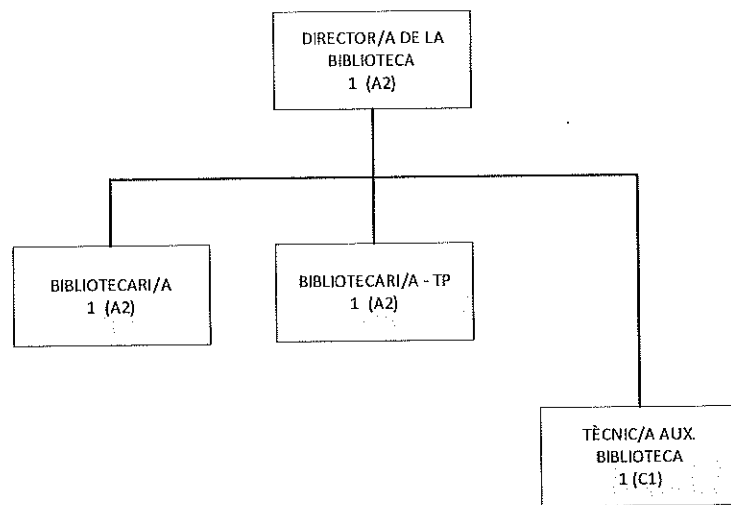 DIRECTOR/A DE LA
BIBLIOTECA
1 (A2)
BIBLIOTECARI/A
1 (A2)
BIBLIOTECARI/A - TP
1 (A2)
TÈCNIC/A AUX.
BIBLIOTECA
1 (C1)